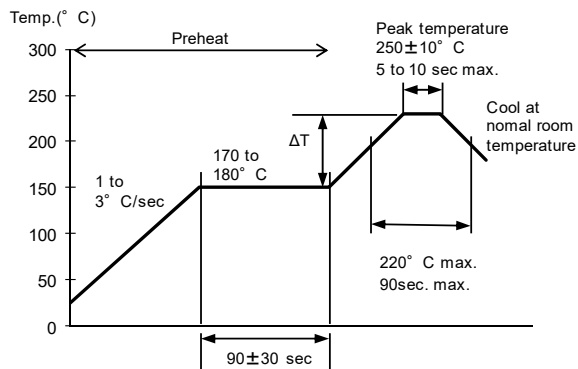 Temp.(° C)
Preheat
Peak temperature
250±10° C
5 to 10 sec max.
Cool at
nomal room
temperature
300
250
200
150
100
50
0
1 to
3° C/sec
170 to
180° C
ΔT
220° C max.
90sec. max.
90±30 sec